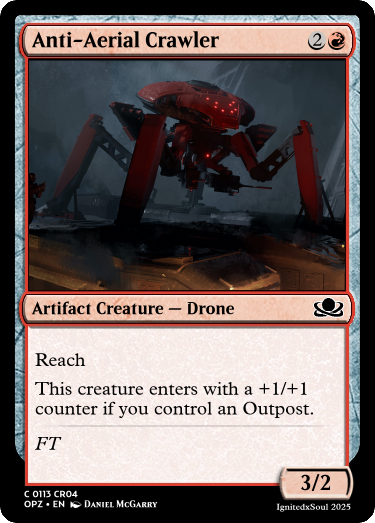 Anti-Aerial Crawler 2
Artifact Creature — Drone
Reach
This creature enters with a +1/+1
counter if you control an Outpost.
FT
3/2
C 0113 CR04
OPZ • EN Daniel McGarry
IgnitedxSoul 2025